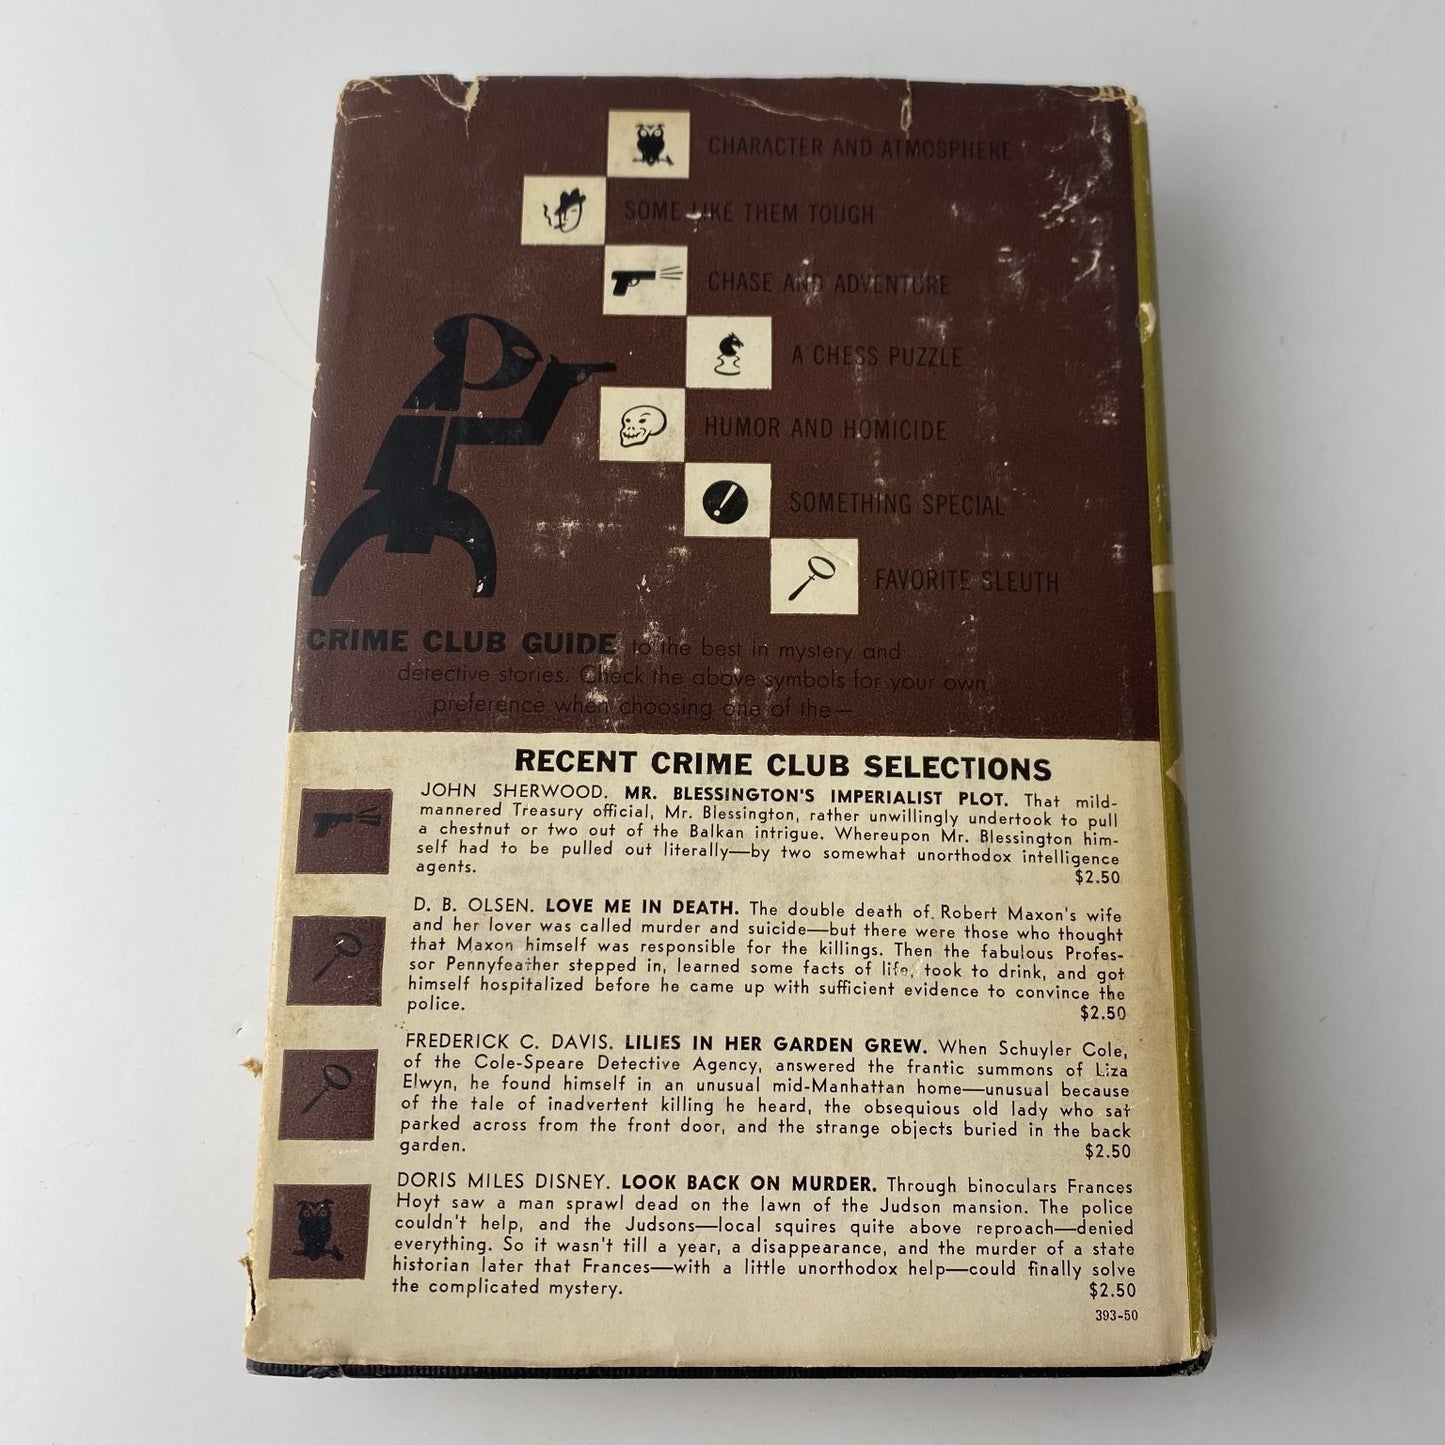 CHARACTER AND ATMOSPHERE
SOME LIKE THEM TOUGH
CHASE AND ADVENTURE
A CHESS PUZZLE
HUMOR AND HOMICIDE
SOMETHING SPECIAL
FAVORITE SLEUTH
CRIME CLUB GUIDE to the best in mystery and
detective stories. Check the above symbols for your own
preference when choosing one of the—
RECENT CRIME CLUB SELECTIONS
JOHN SHERWOOD. MR. BLESSINGTON'S IMPERIALIST PLOT. That mild-
mannered Treasury official, Mr. Blessington, rather unwillingly undertook to pull
a chestnut or two out of the Balkan intrigue. Whereupon Mr. Blessington him-
self had to be pulled out literally—by two somewhat unorthodox intelligence
agents. $2.50
D. B. OLSEN. LOVE ME IN DEATH. The double death of Robert Maxon's wife
and her lover was called murder and suicide—but there were those who thought
that Maxon himself was responsible for the killings. Then the fabulous Profes-
sor Pennyfeather stepped in, learned some facts of life, took to drink, and got
himself hospitalized before he came up with sufficient evidence to convince the
police. $2.50
FREDERICK C. DAVIS. LILIES IN HER GARDEN GREW. When Schuyler Cole,
of the Cole-Speare Detective Agency, answered the frantic summons of Liza
Elwyn, he found himself in an unusual mid-Manhattan home—unusual because
of the tale of inadvertent killing he heard, the obsequious old lady who sat
parked across from the front door, and the strange objects buried in the back
garden. $2.50
DORIS MILES DISNEY. LOOK BACK ON MURDER. Through binoculars Frances
Hoyt saw a man sprawl dead on the lawn of the Judson mansion. The police
couldn't help, and the Judsons—local squires quite above reproach—denied
everything. So it wasn't till a year, a disappearance, and the murder of a state
historian later that Frances—with a little unorthodox help—could finally solve
the complicated mystery. $2.50
393-50